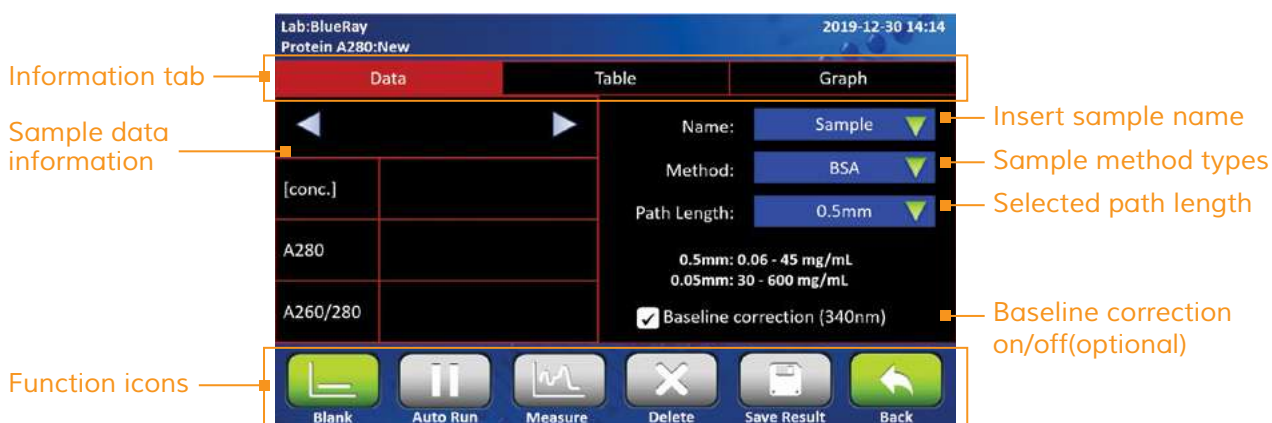 Lab:BlueRay
2019-12-30 14:14
Protein A280:New
Information tab
Data
Table
Graph
Sample data
information
Name:
Sample
Insert sample name
Method:
BSA
Sample method types
[conc.]
Path Length:
0.5mm
Selected path length
A280
0.5mm: 0.06 - 45 mg/mL
0.05mm: 30 - 600 mg/mL
A260/280
Baseline correction (340nm)
Baseline correction
on/off(optional)
Function icons
Blank
Auto Run
Measure
Delete
Save Result
Back